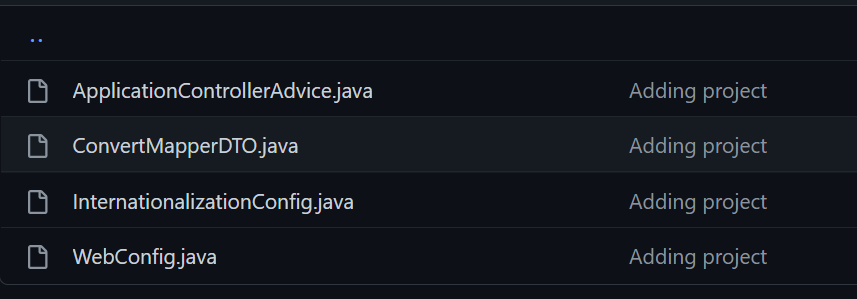 ..
ApplicationControllerAdvice.java Adding project
ConvertMapperDTO.java Adding project
InternationalizationConfig.java Adding project
WebConfig.java Adding project